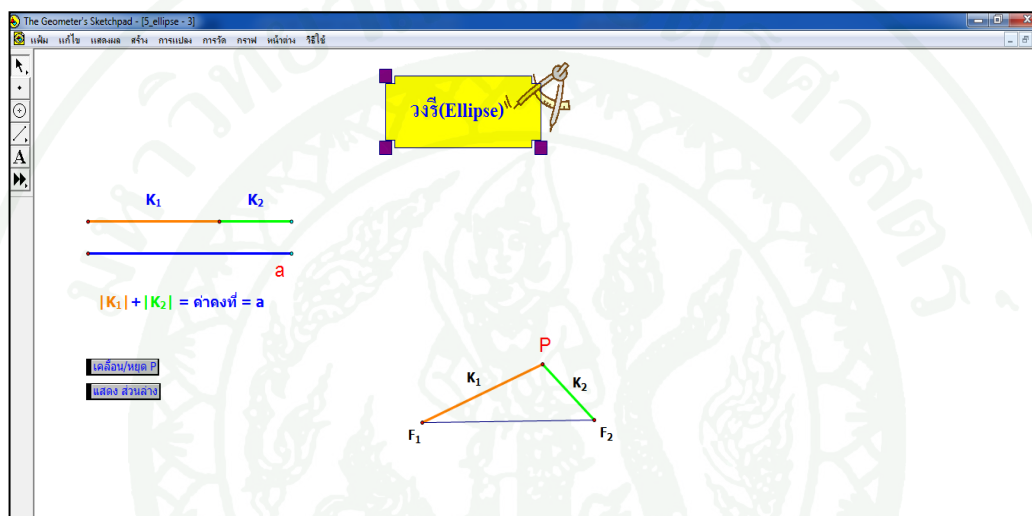 The Geometer's Sketchpad - [5_ellipse - 3]
แฟ้ม แก้ไข แสดงผล สร้าง การแปลง การวัด กราฟ หน้าต่าง วิธีใช้
A
วงรี(Ellipse)
K₁ K₂
a
|K₁| + |K₂| = ค่าคงที่ = a
เคลื่อน/หยุด P
แสดง ส่วนล่าง
P
K₁ K₂
F₁ F₂